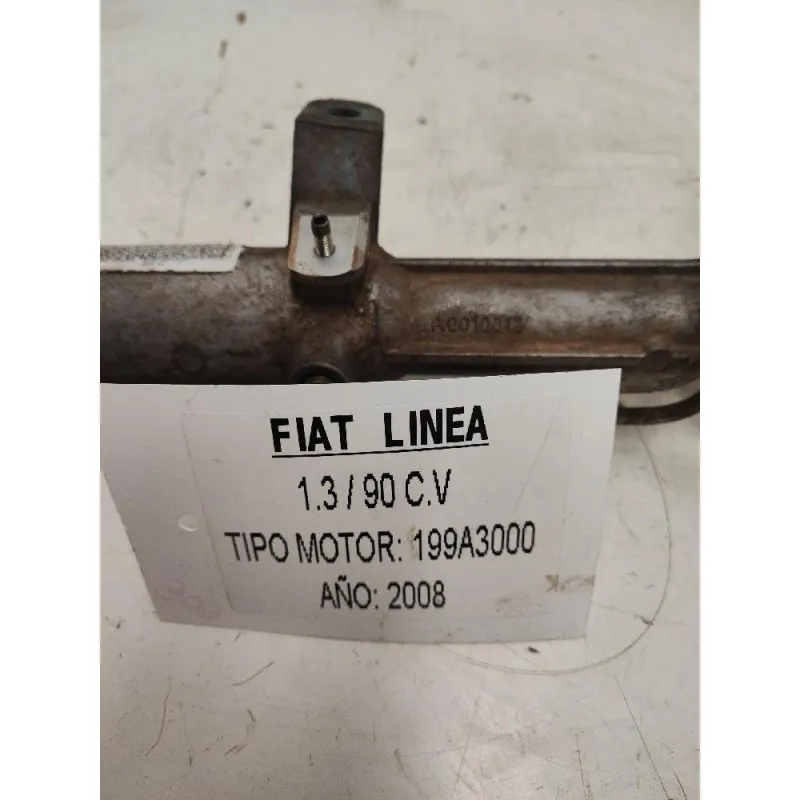 FIAT LINEA
1.3 / 90 C.V
TIPO MOTOR: 199A3000
AÑO: 2008